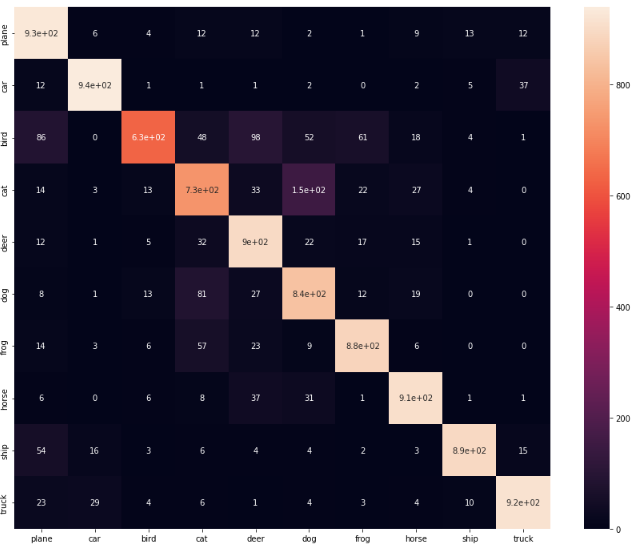 plane 9.3e+02 6 4 12 12 2 1 9 13 12
car 12 9.4e+02 1 1 1 2 0 2 5 37
bird 86 0 6.3e+02 48 98 52 61 18 4 1
cat 14 3 13 7.3e+02 33 1.5e+02 22 27 4 0
deer 12 1 5 32 9e+02 22 17 15 1 0
dog 8 1 13 81 27 8.4e+02 12 19 0 0
frog 14 3 6 57 23 9 8.8e+02 6 0 0
horse 6 0 6 8 37 31 1 9.1e+02 1 1
ship 54 16 3 6 4 4 2 3 8.9e+02 15
truck 23 29 4 6 1 4 3 4 10 9.2e+02
plane car bird cat deer dog frog horse ship truck
800
600
400
200
0